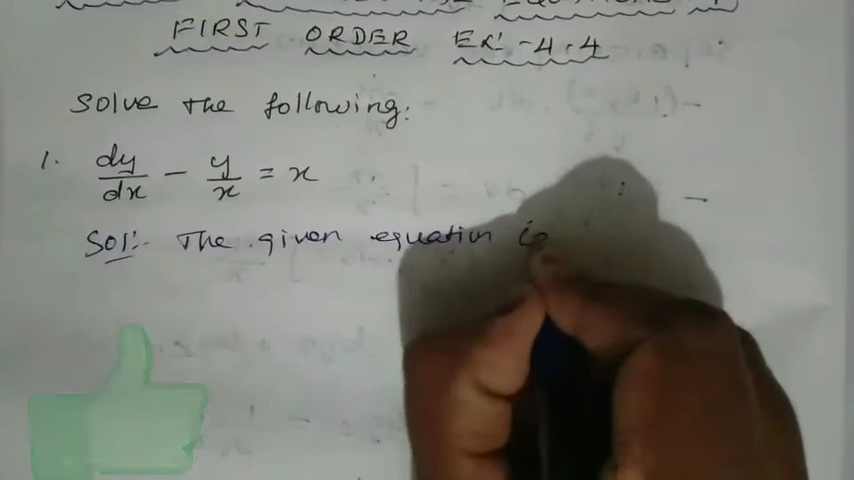 FIRST ORDER EX:-4.4
Solve the following:
1. dy/dx - y/x = x
Sol:- The given equation is